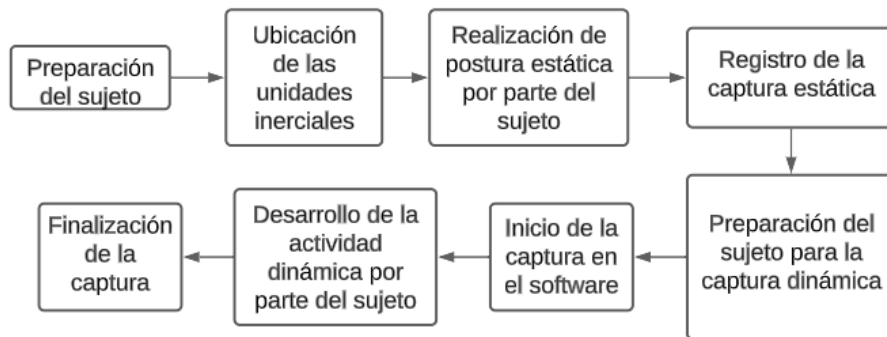 Preparación
del sujeto
Ubicación
de las
unidades
inerciales
Realización de
postura estática
por parte del
sujeto
Registro de la
captura estática
Preparación del
sujeto para la
captura dinámica
Inicio de la
captura en
el software
Desarrollo de la
actividad
dinámica por
parte del sujeto
Finalización
de la
captura